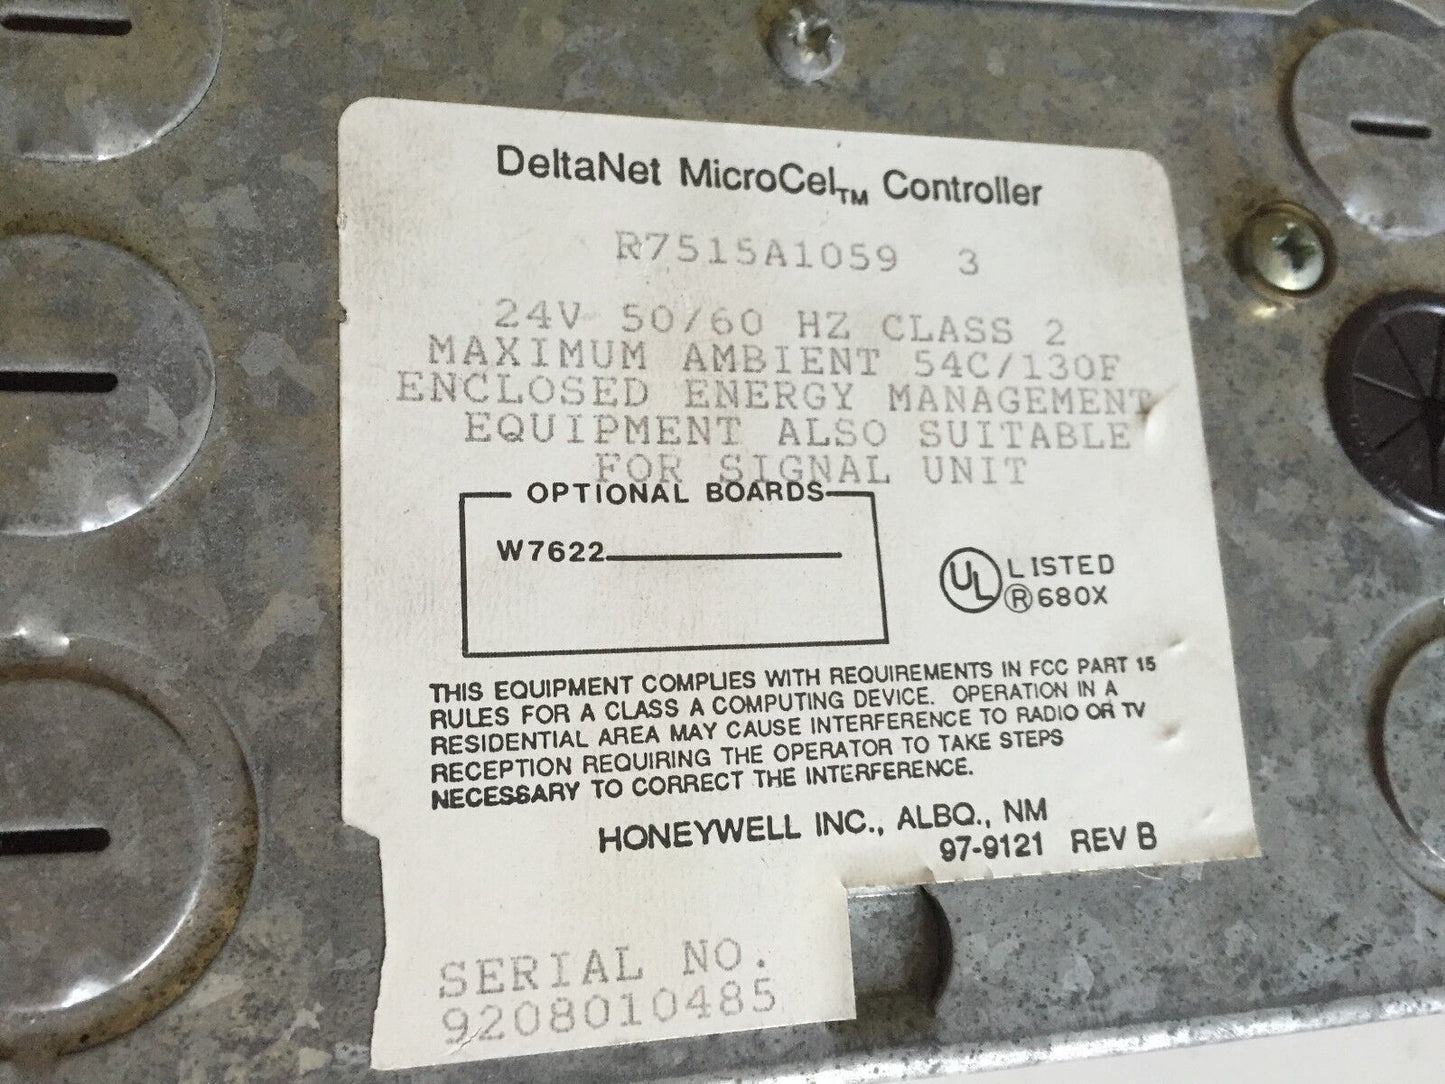 DeltaNet MicroCel™ Controller
R7515A1059 3
24V 50/60 HZ CLASS 2
MAXIMUM AMBIENT 54C/130F
ENCLOSED ENERGY MANAGEMENT
EQUIPMENT ALSO SUITABLE
FOR SIGNAL UNIT
OPTIONAL BOARDS
W7622
UL LISTED
® 680X
THIS EQUIPMENT COMPLIES WITH REQUIREMENTS IN FCC PART 15
RULES FOR A CLASS A COMPUTING DEVICE. OPERATION IN A
RESIDENTIAL AREA MAY CAUSE INTERFERENCE TO RADIO OR TV
RECEPTION REQUIRING THE OPERATOR TO TAKE STEPS
NECESSARY TO CORRECT THE INTERFERENCE.
HONEYWELL INC., ALBQ., NM
97-9121 REV B
SERIAL NO.
9208010485